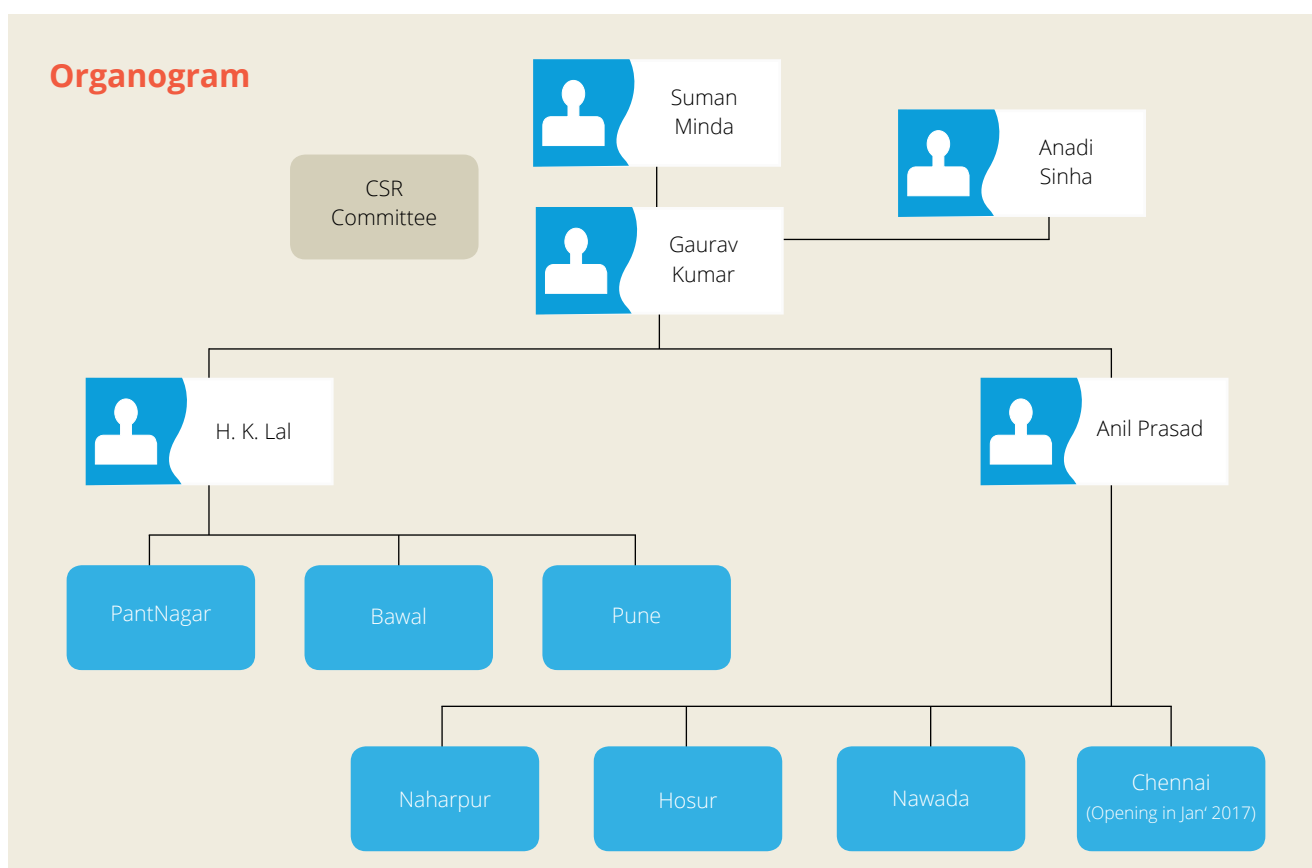 Organogram
Suman
Minda
Anadi
Sinha
CSR
Committee
Gaurav
Kumar
H. K. Lal
Anil Prasad
PantNagar
Bawal
Pune
Naharpur
Hosur
Nawada
Chennai
(Opening in Jan‘ 2017)